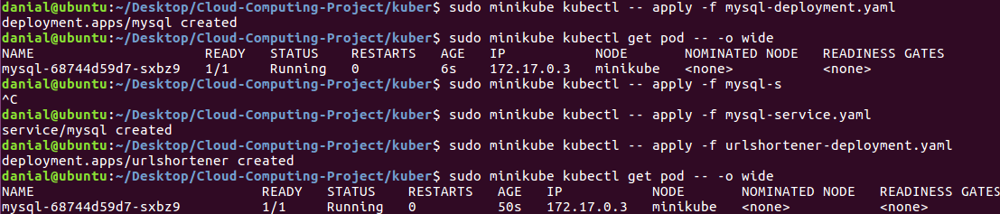 danial@ubuntu:~/Desktop/Cloud-Computing-Project/kuber$ sudo minikube kubectl -- apply -f mysql-deployment.yaml
deployment.apps/mysql created
danial@ubuntu:~/Desktop/Cloud-Computing-Project/kuber$ sudo minikube kubectl get pod -- -o wide
NAME                     READY   STATUS    RESTARTS   AGE   IP           NODE       NOMINATED NODE   READINESS GATES
mysql-68744d59d7-sxbz9   1/1     Running   0          6s    172.17.0.3   minikube   <none>           <none>
danial@ubuntu:~/Desktop/Cloud-Computing-Project/kuber$ sudo minikube kubectl -- apply -f mysql-s
^C
danial@ubuntu:~/Desktop/Cloud-Computing-Project/kuber$ sudo minikube kubectl -- apply -f mysql-service.yaml
service/mysql created
danial@ubuntu:~/Desktop/Cloud-Computing-Project/kuber$ sudo minikube kubectl -- apply -f urlshortener-deployment.yaml
deployment.apps/urlshortener created
danial@ubuntu:~/Desktop/Cloud-Computing-Project/kuber$ sudo minikube kubectl get pod -- -o wide
NAME                            READY   STATUS    RESTARTS   AGE   IP           NODE       NOMINATED NODE   READINESS GATES
mysql-68744d59d7-sxbz9          1/1     Running   0          50s   172.17.0.3   minikube   <none>           <none>